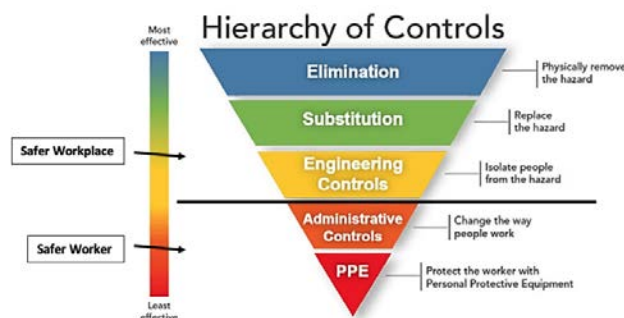 Hierarchy of Controls
Most
effective
Elimination
Physically remove
the hazard
Substitution
Replace
the hazard
Safer Workplace
Engineering
Controls
Isolate people
from the hazard
Administrative
Controls
Change the way
people work
Safer Worker
PPE
Protect the worker with
Personal Protective Equipment
Least
effective